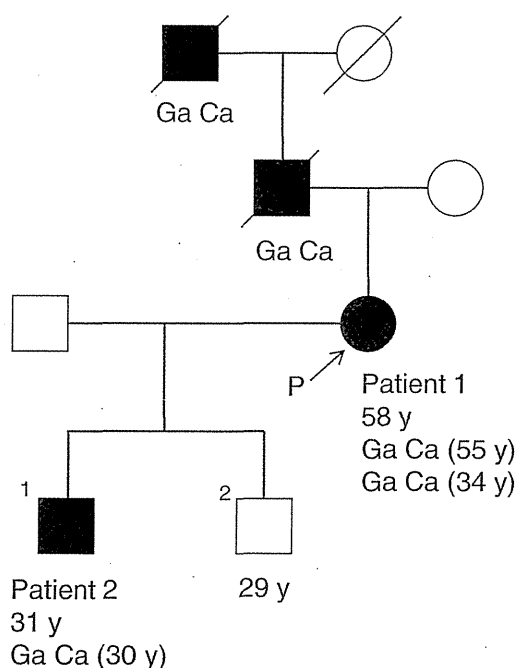 Ga Ca
Ga Ca
P
Patient 1
58 y
Ga Ca (55 y)
Ga Ca (34 y)
1
2
Patient 2
31 y
Ga Ca (30 y)
29 y